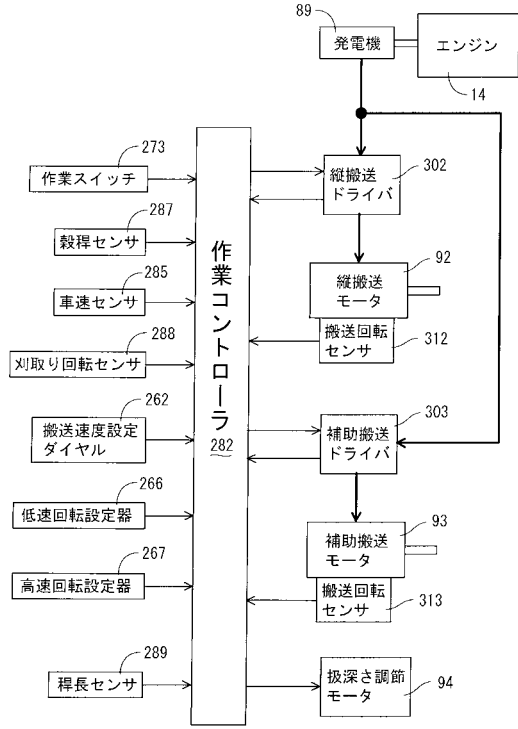 89
発電機
エンジン
14
273
作業スイッチ
287
穀稈センサ
285
車速センサ
288
刈取り回転センサ
262
搬送速度設定
ダイヤル
266
低速回転設定器
267
高速回転設定器
289
稈長センサ
作業コントローラ
282
縦搬送
ドライバ
302
縦搬送
モータ
92
搬送回転
センサ
312
補助搬送
ドライバ
303
補助搬送
モータ
93
搬送回転
センサ
313
扱深さ調節
モータ
94